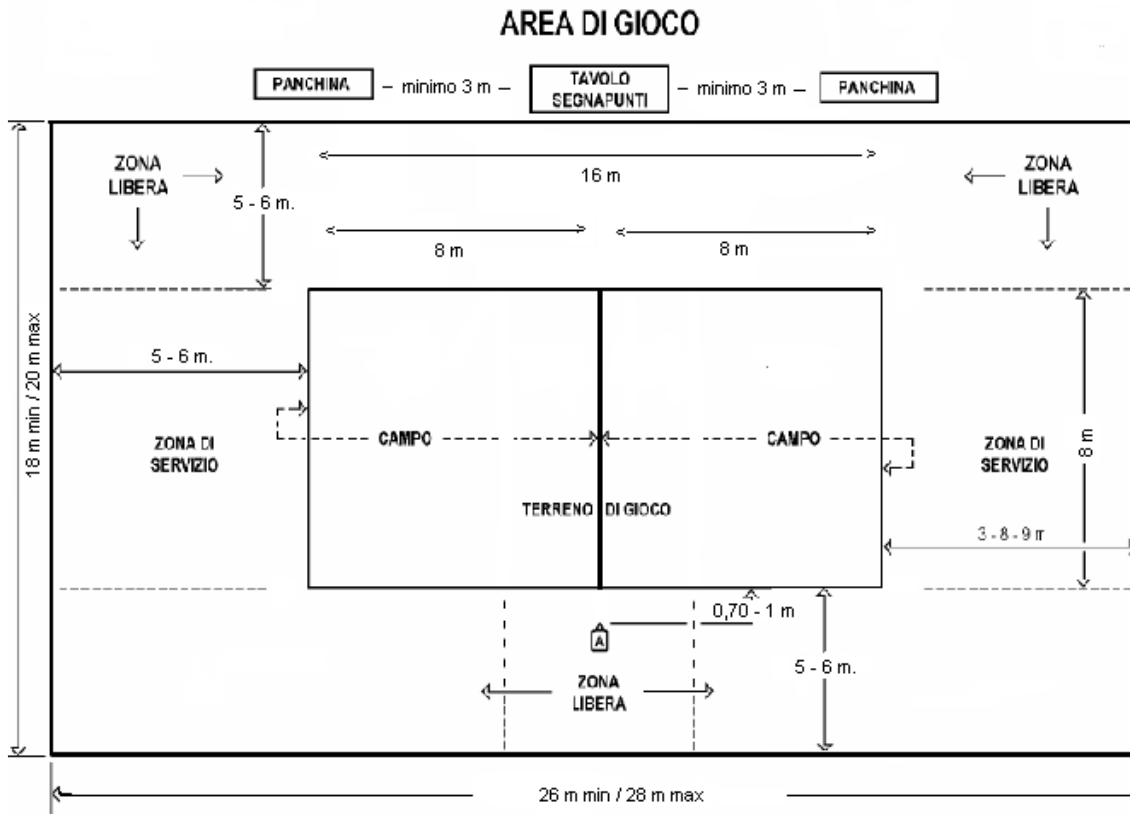 AREA DI GIOCO
PANCHINA
– minimo 3 m –
TAVOLO
SEGNAPUNTI
– minimo 3 m –
PANCHINA
ZONA
LIBERA
16 m
ZONA
LIBERA
5 - 6 m.
8 m
8 m
5 - 6 m.
18 m min / 20 m max
CAMPO
CAMPO
ZONA DI
SERVIZIO
ZONA DI
SERVIZIO
8 m
TERRENO DI GIOCO
3 - 8 - 9 m
0,70 - 1 m
A
5 - 6 m.
ZONA
LIBERA
26 m min / 28 m max